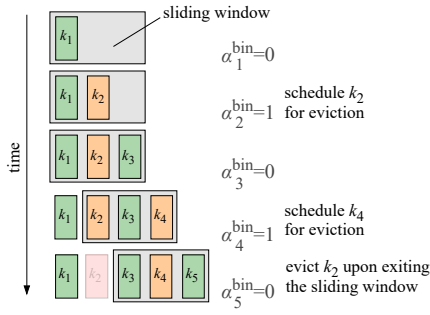 sliding window
k₁
α₁ᵇⁱⁿ=0
k₁ k₂
α₂ᵇⁱⁿ=1
schedule k₂
for eviction
time
k₁ k₂ k₃
α₃ᵇⁱⁿ=0
k₁ k₂ k₃ k₄
α₄ᵇⁱⁿ=1
schedule k₄
for eviction
k₁ k₂ k₃ k₄ k₅
α₅ᵇⁱⁿ=0
evict k₂ upon exiting
the sliding window